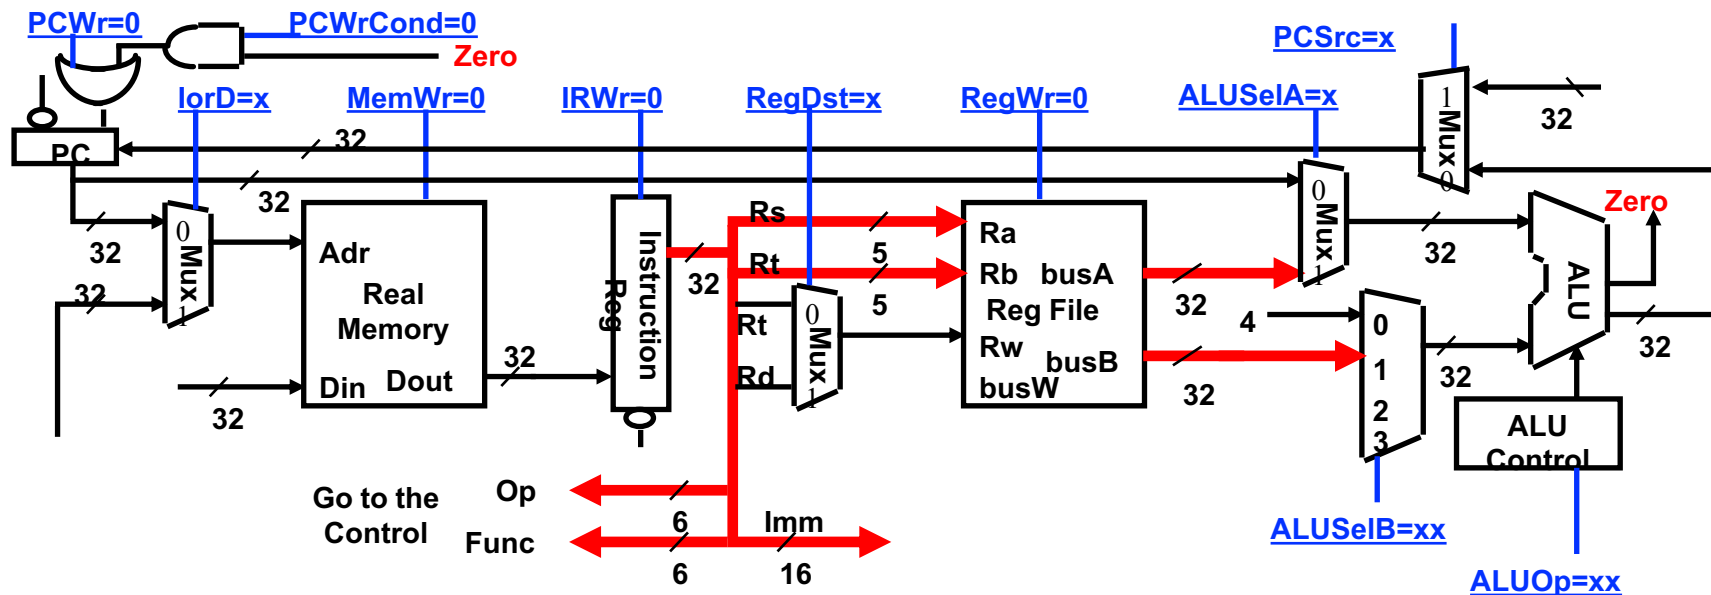 PCWr=0
PCWrCond=0
Zero
PCSrc=x
IorD=x
MemWr=0
IRWr=0
RegDst=x
RegWr=0
ALUSelA=x
1
Mux
0
32
PC
32
32
32
0
Mux
1
32
Adr
Real
Memory
Din
Dout
32
32
Instruction
Reg
32
Rs
5
Rt
5
Rt
Rd
0
Mux
1
Ra
Rb
busA
Reg File
Rw
busB
busW
32
32
0
Mux
1
32
4
0
1
2
3
32
Zero
ALU
32
ALU
Control
Go to the
Control
Op
6
Func
6
Imm
16
ALUSelB=xx
ALUOp=xx